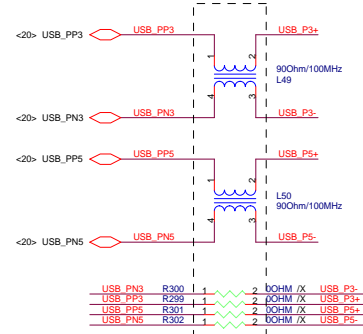 <20> USB_PP3 USB_PP3 USB_P3+
1 2
90Ohm/100MHz
L49
4 3
<20> USB_PN3 USB_PN3 USB_P3-
<20> USB_PP5 USB_PP5 USB_P5+
1 2
L50
90Ohm/100MHz
4 3
<20> USB_PN5 USB_PN5 USB_P5-
USB_PN3 R300 1 2 0OHM /X USB_P3-
USB_PP3 R299 1 2 0OHM /X USB_P3+
USB_PP5 R301 1 2 0OHM /X USB_P5+
USB_PN5 R302 1 2 0OHM /X USB_P5-